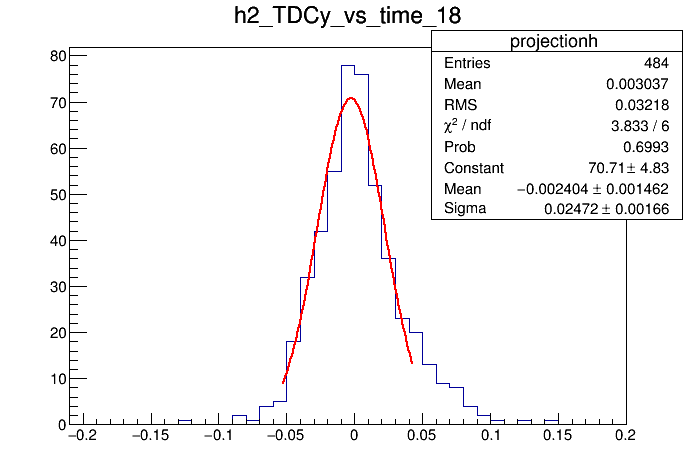 h2_TDCy_vs_time_18
projectionh
Entries 484
Mean 0.003037
RMS 0.03218
χ² / ndf 3.833 / 6
Prob 0.6993
Constant 70.71 ± 4.83
Mean −0.002404 ± 0.001462
Sigma 0.02472 ± 0.00166
80
70
60
50
40
30
20
10
0
−0.2 −0.15 −0.1 −0.05 0 0.05 0.1 0.15 0.2